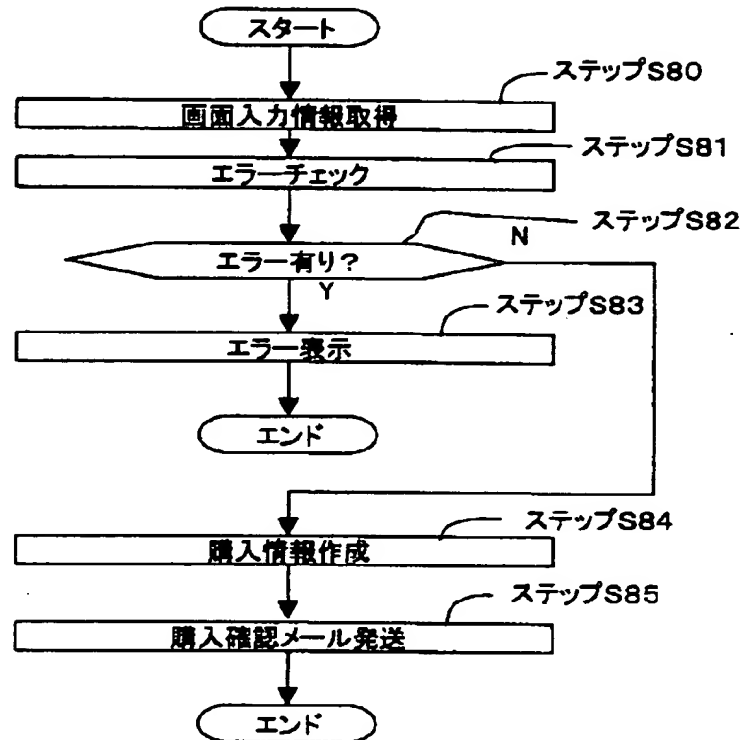 スタート
ステップS80
画面入力情報取得
ステップS81
エラーチェック
ステップS82
エラー有り?
N
Y
ステップS83
エラー表示
エンド
ステップS84
購入情報作成
ステップS85
購入確認メール発送
エンド